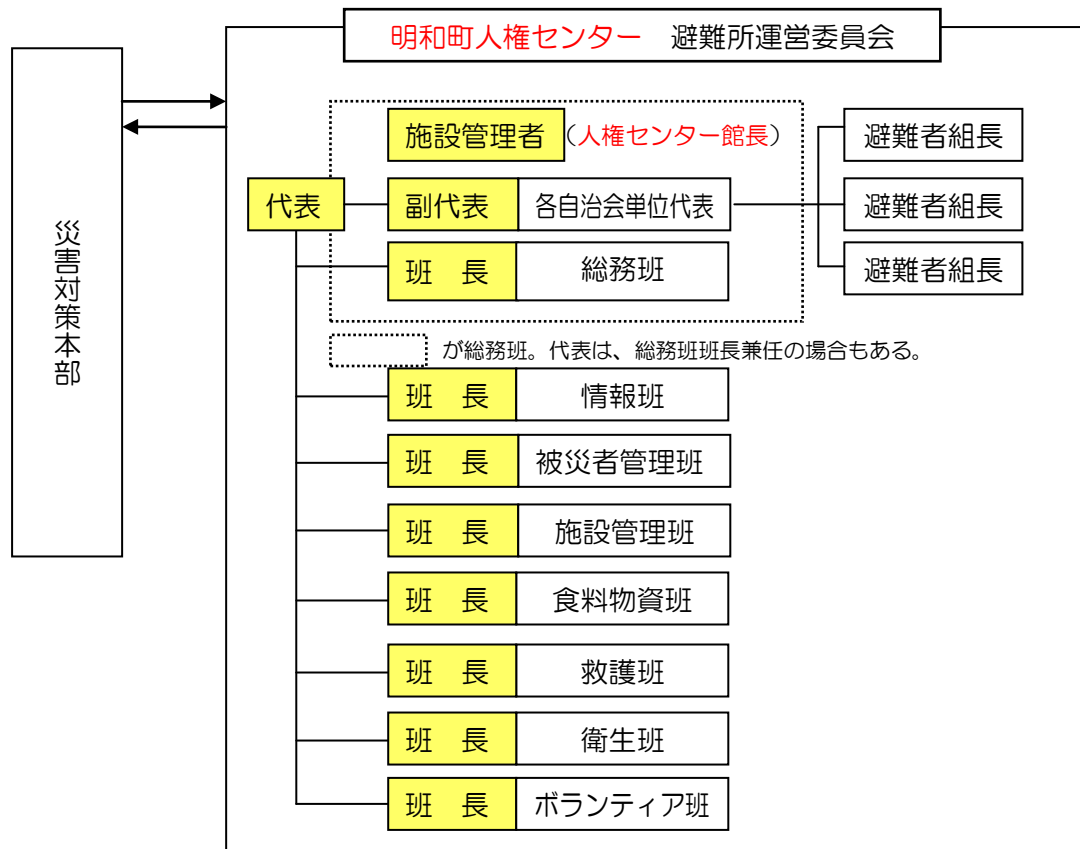 明和町人権センター　避難所運営委員会
災害対策本部
施設管理者（人権センター館長）
避難者組長
代表
副代表 各自治会単位代表
避難者組長
班　長 総務班
避難者組長
が総務班。代表は、総務班班長兼任の場合もある。
班　長 情報班
班　長 被災者管理班
班　長 施設管理班
班　長 食料物資班
班　長 救護班
班　長 衛生班
班　長 ボランティア班